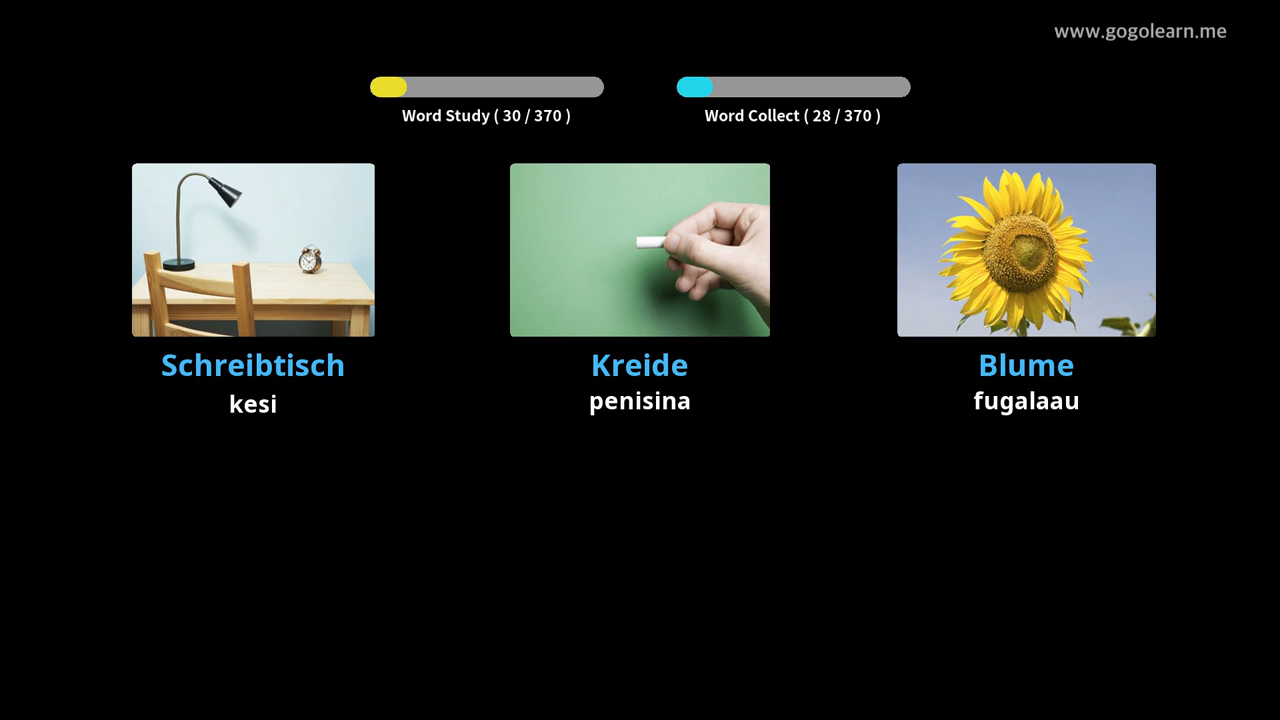 www.gogolearn.me
Word Study ( 30 / 370 )
Word Collect ( 28 / 370 )
Schreibtisch
kesi
Kreide
penisina
Blume
fugalaau